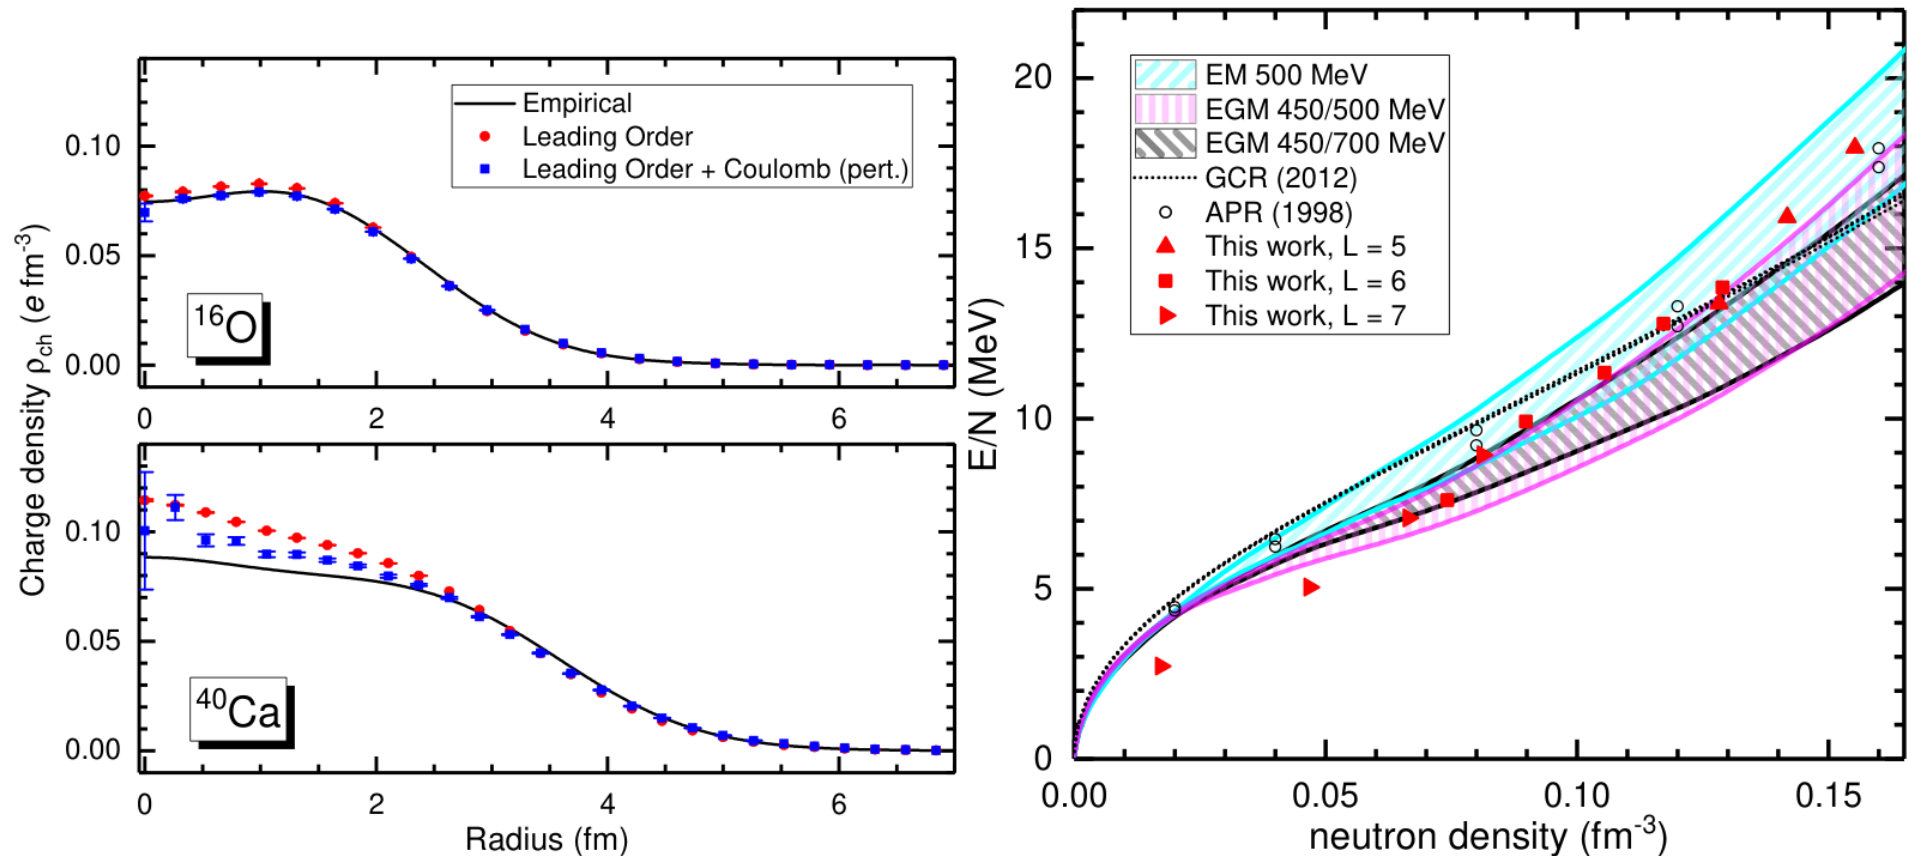 Empirical
Leading Order
Leading Order + Coulomb (pert.)
0.10
0.05
0.00
¹⁶O
0 2 4 6
Charge density ρ_ch (e fm⁻³)
0.10
0.05
0.00
⁴⁰Ca
0 2 4 6
Radius (fm)
EM 500 MeV
EGM 450/500 MeV
EGM 450/700 MeV
GCR (2012)
APR (1998)
This work, L = 5
This work, L = 6
This work, L = 7
E/N (MeV)
20
15
10
5
0
0.00 0.05 0.10 0.15
neutron density (fm⁻³)